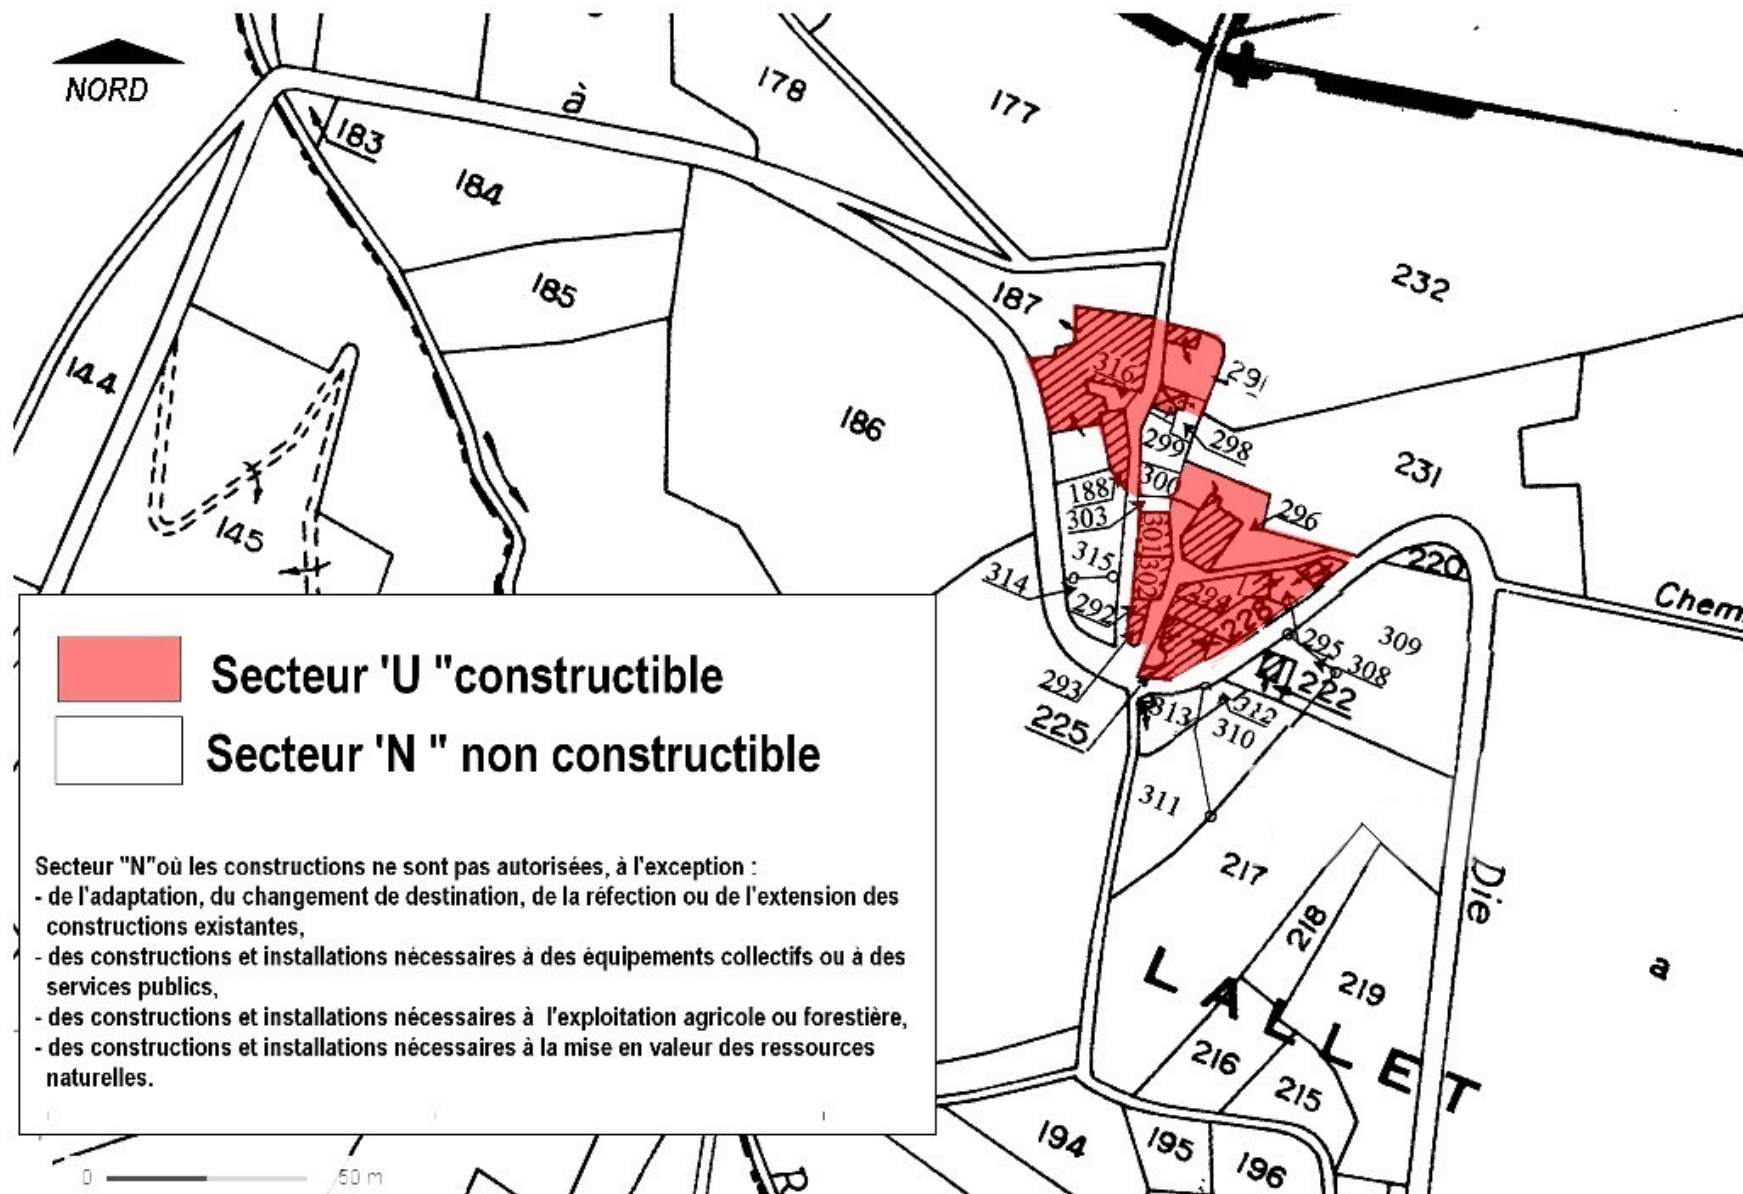 NORD
à
178
177
183
184
185
187
232
144
186
316
291
299
298
300
231
188
303
296
145
301
302
315
314
292
294
228
220
Chem
295
309
308
293
222
225
313
312
310
311
Secteur 'U "constructible
Secteur 'N " non constructible
Secteur "N"où les constructions ne sont pas autorisées, à l'exception :
- de l'adaptation, du changement de destination, de la réfection ou de l'extension des
constructions existantes,
- des constructions et installations nécessaires à des équipements collectifs ou à des
services publics,
- des constructions et installations nécessaires à l'exploitation agricole ou forestière,
- des constructions et installations nécessaires à la mise en valeur des ressources
naturelles.
217
Die
218
219
a
LALLET
216
215
194
195
196
0 50 m
R